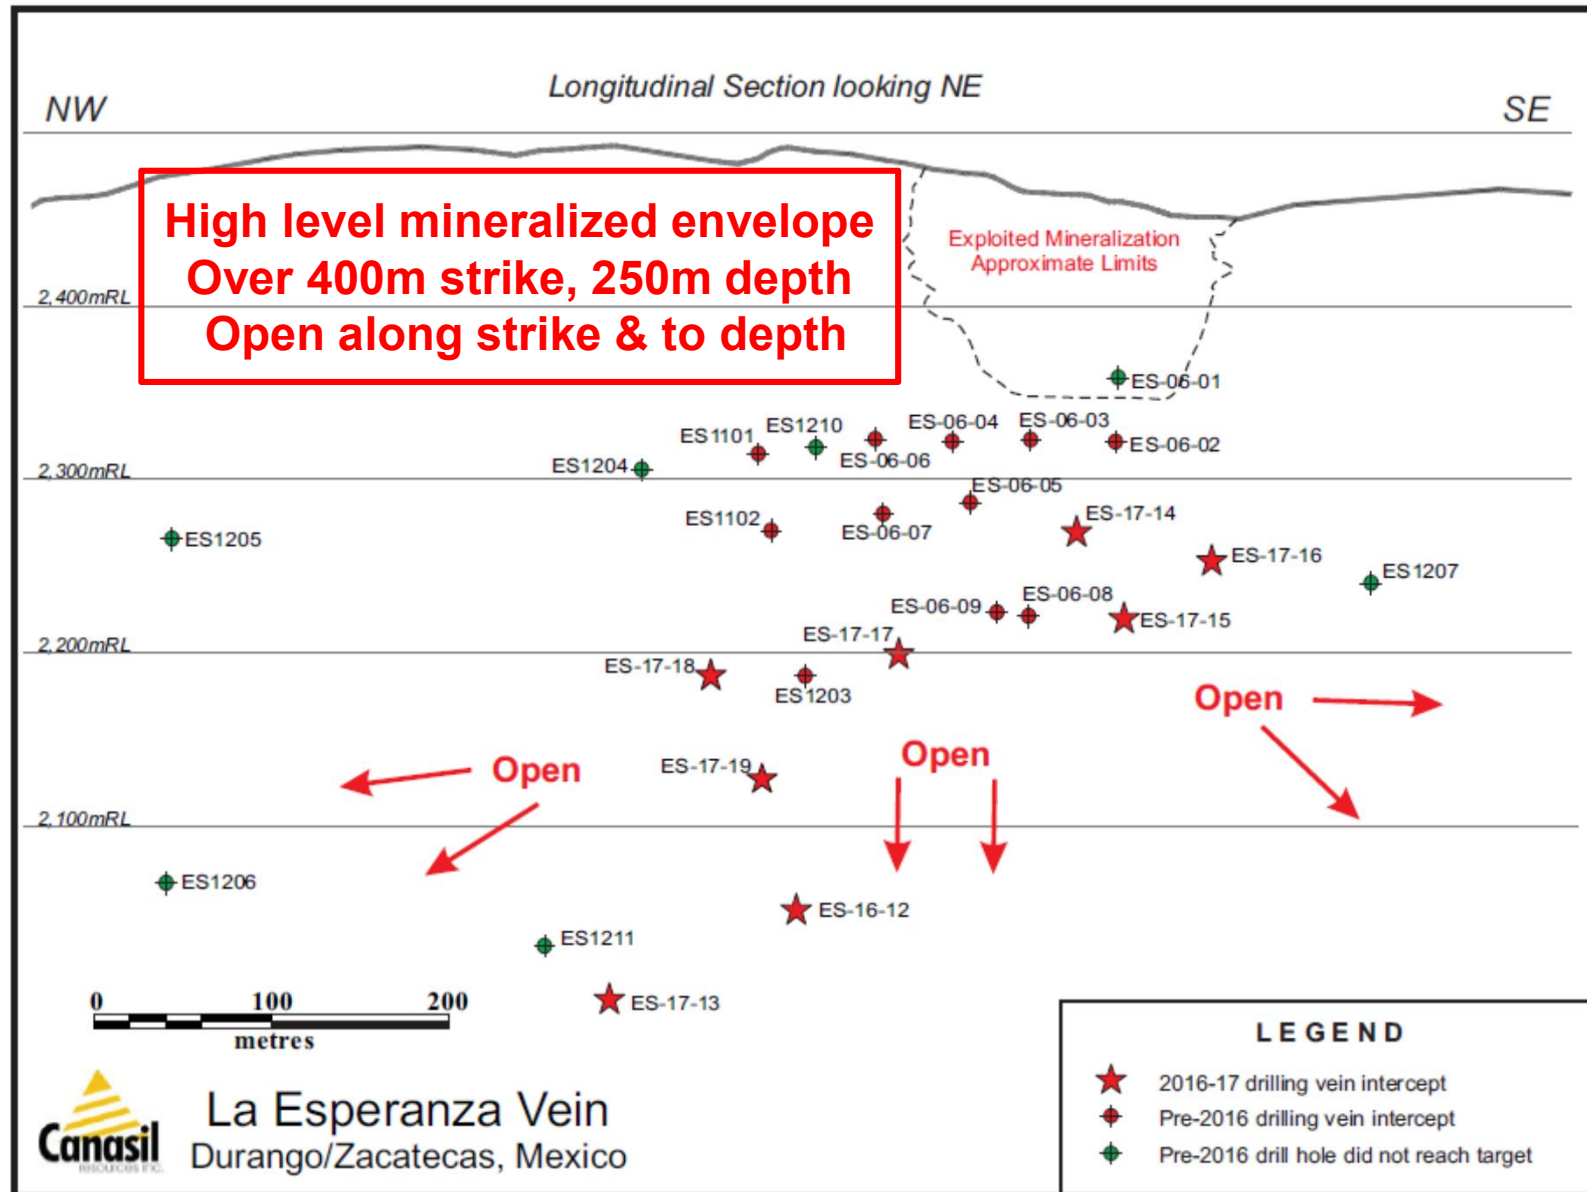 Longitudinal Section looking NE
NW
SE
High level mineralized envelope
Over 400m strike, 250m depth
Open along strike & to depth
Exploited Mineralization
Approximate Limits
2,400mRL
ES-06-01
ES1101
ES1210
ES-06-04
ES-06-03
ES-06-02
ES-06-06
ES1204
2,300mRL
ES-06-05
ES1102
ES-06-07
ES-17-14
ES1205
ES-17-16
ES1207
ES-06-09
ES-06-08
ES-17-15
ES-17-17
2,200mRL
ES-17-18
ES1203
Open
Open
Open
ES-17-19
2,100mRL
ES1206
ES-16-12
ES1211
ES-17-13
0 100 200
metres
LEGEND
2016-17 drilling vein intercept
Pre-2016 drilling vein intercept
Pre-2016 drill hole did not reach target
Canasil
RESOURCES INC.
La Esperanza Vein
Durango/Zacatecas, Mexico